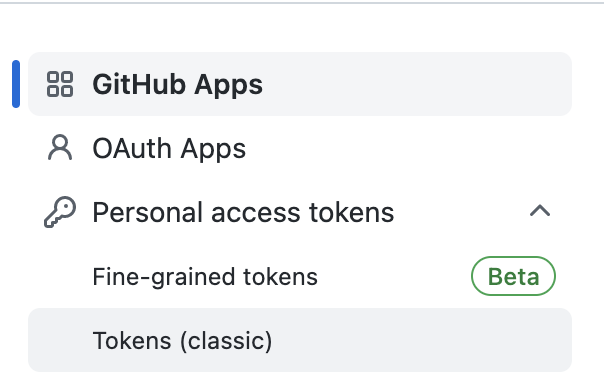 GitHub Apps
OAuth Apps
Personal access tokens
Fine-grained tokens Beta
Tokens (classic)